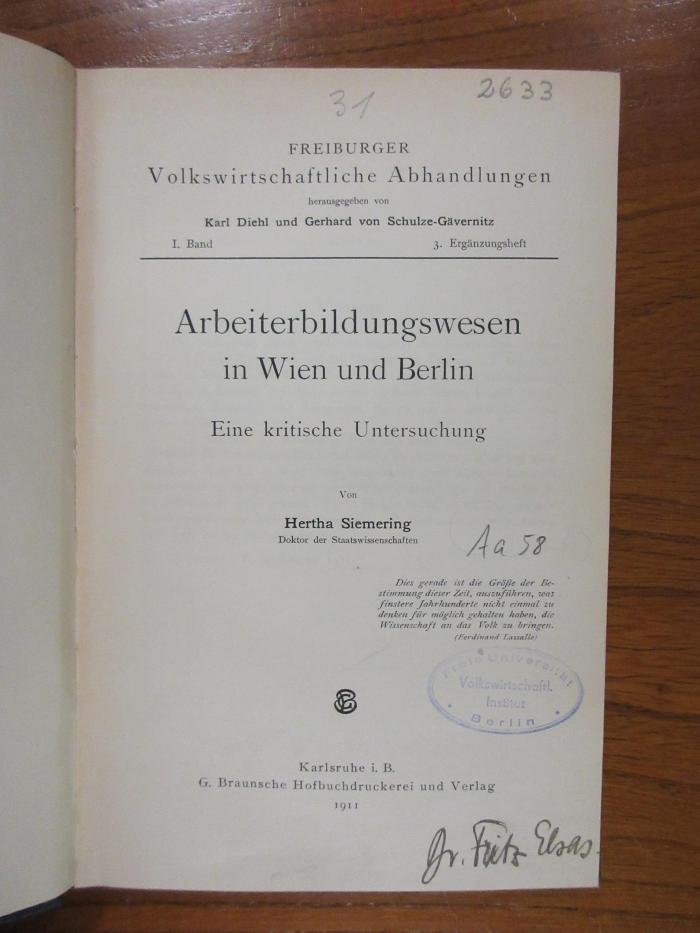 31 2633
FREIBURGER
Volkswirtschaftliche Abhandlungen
herausgegeben von
Karl Diehl und Gerhard von Schulze-Gävernitz
I. Band 3. Ergänzungsheft
Arbeiterbildungswesen
in Wien und Berlin
Eine kritische Untersuchung
Von
Hertha Siemering
Doktor der Staatswissenschaften
Aa 58
Dies gerade ist die Größe der Be-
stimmung dieser Zeit, auszuführen, was
finstere Jahrhunderte nicht einmal zu
denken für möglich gehalten haben, die
Wissenschaft an das Volk zu bringen.
(Ferdinand Lassalle)
Freie Universität
Volkswirtschaftl.
Institut
Berlin
Karlsruhe i. B.
G. Braunsche Hofbuchdruckerei und Verlag
1911
Dr. Fritz Elsas.